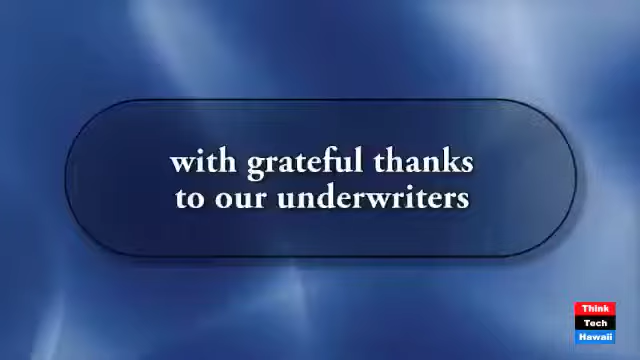 with grateful thanks
to our underwriters
Think
Tech
Hawaii